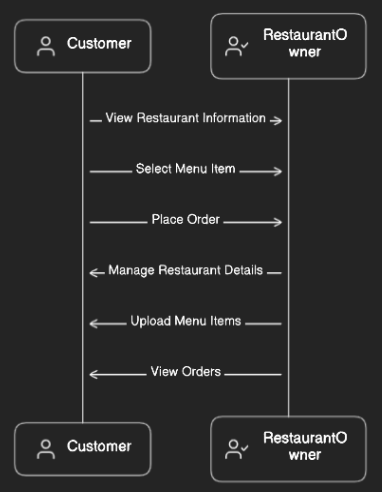 Customer
RestaurantO
wner
View Restaurant Information
Select Menu Item
Place Order
Manage Restaurant Details
Upload Menu Items
View Orders
Customer
RestaurantO
wner